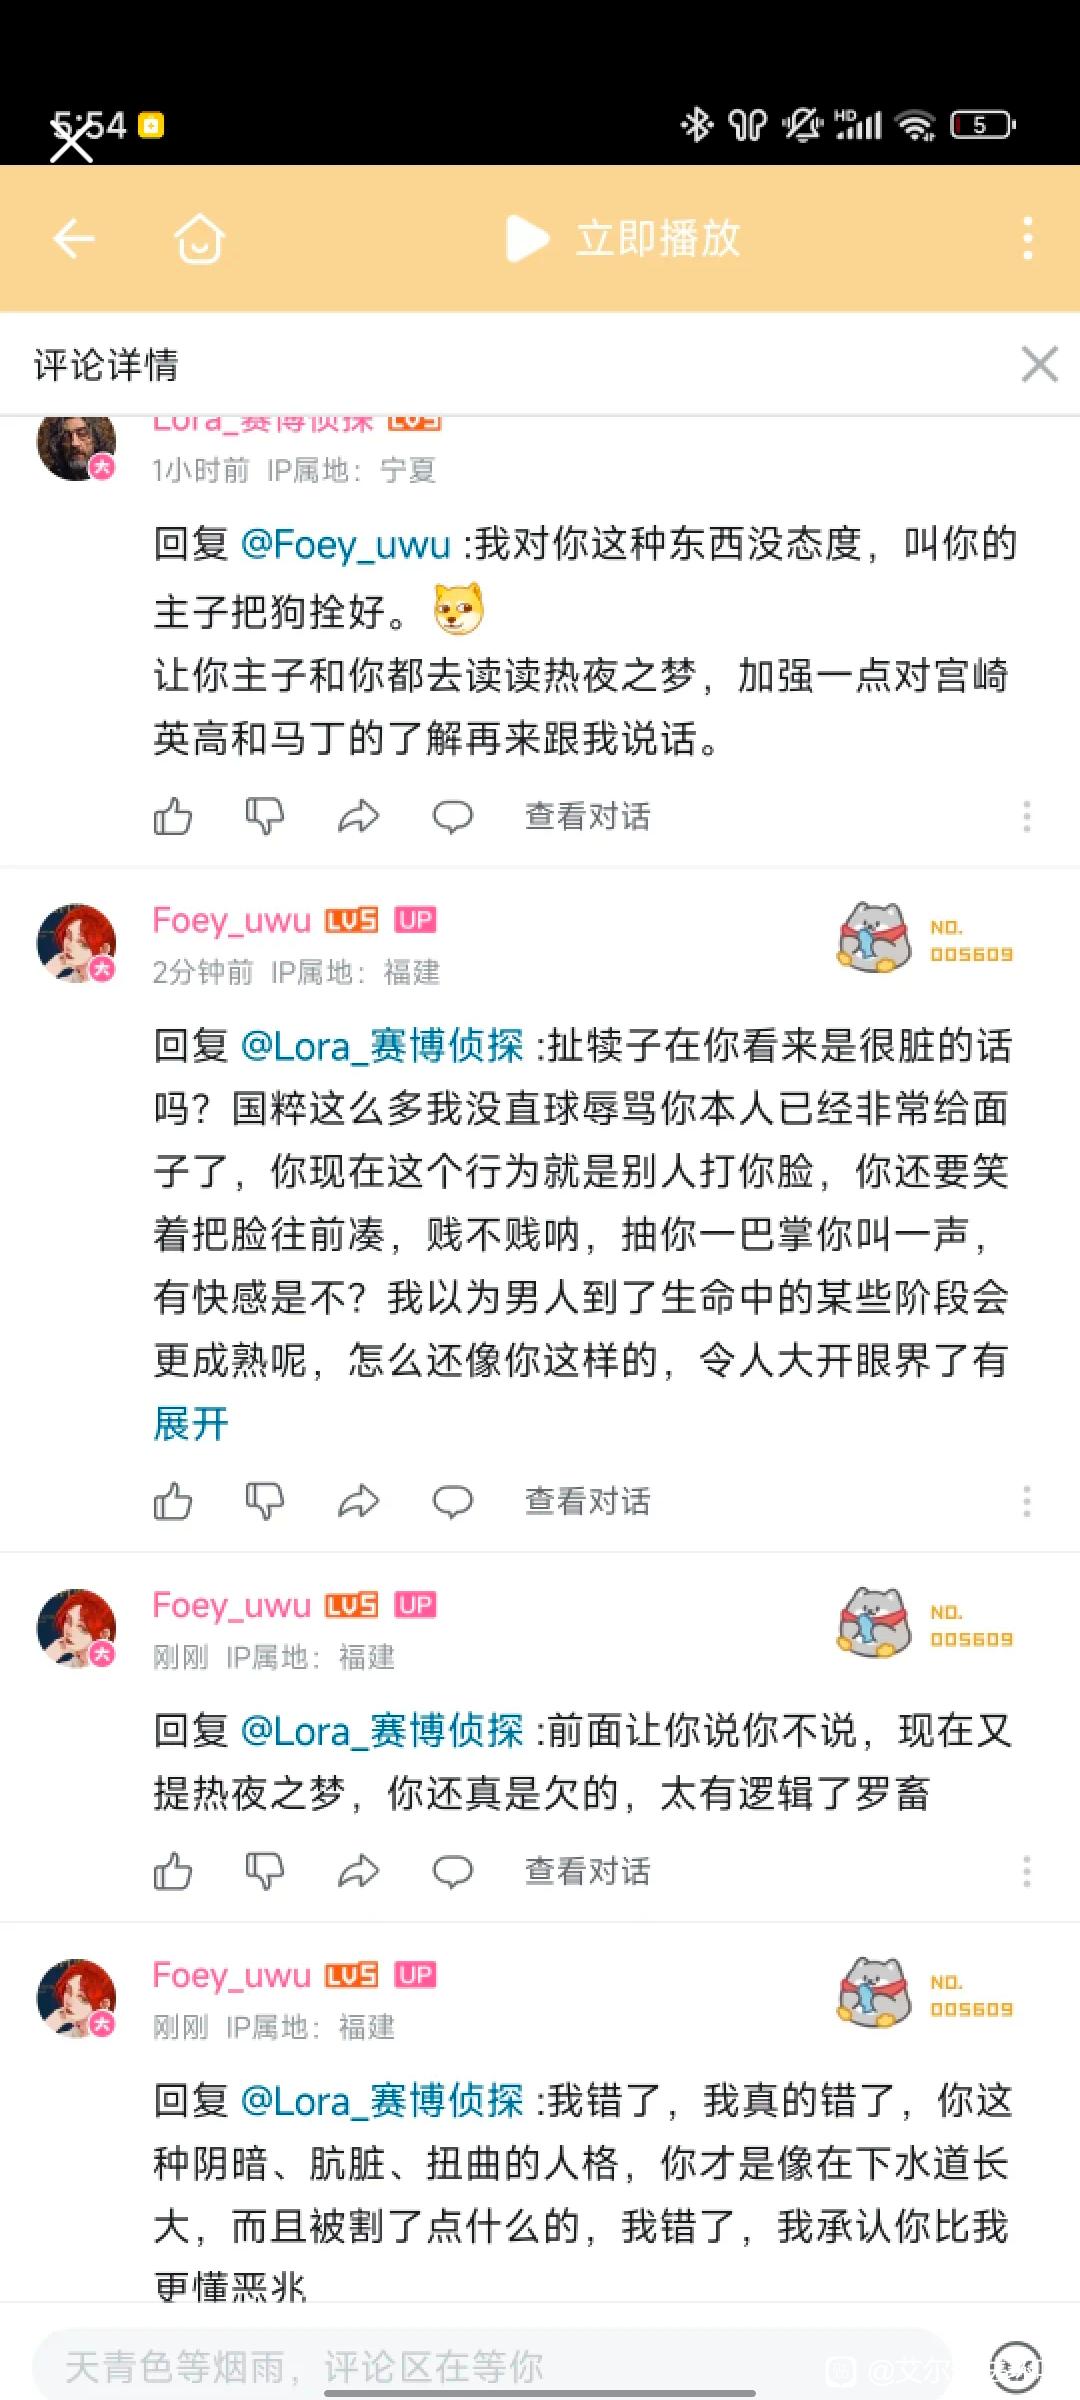 5:54
HD
5
立即播放
评论详情
Lora_赛博侦探 LV5
大
1小时前 IP属地：宁夏
回复 @Foey_uwu :我对你这种东西没态度，叫你的
主子把狗拴好。
让你主子和你都去读读热夜之梦，加强一点对宫崎
英高和马丁的了解再来跟我说话。
查看对话
Foey_uwu LV5 UP
NO.
005609
大
2分钟前 IP属地：福建
回复 @Lora_赛博侦探 :扯犊子在你看来是很脏的话
吗？国粹这么多我没直球辱骂你本人已经非常给面
子了，你现在这个行为就是别人打你脸，你还要笑
着把脸往前凑，贱不贱呐，抽你一巴掌你叫一声，
有快感是不？我以为男人到了生命中的某些阶段会
更成熟呢，怎么还像你这样的，令人大开眼界了有
展开
查看对话
Foey_uwu LV5 UP
NO.
005609
大
刚刚 IP属地：福建
回复 @Lora_赛博侦探 :前面让你说你不说，现在又
提热夜之梦，你还真是欠的，太有逻辑了罗畜
查看对话
Foey_uwu LV5 UP
NO.
005609
大
刚刚 IP属地：福建
回复 @Lora_赛博侦探 :我错了，我真的错了，你这
种阴暗、肮脏、扭曲的人格，你才是像在下水道长
大，而且被割了点什么的，我错了，我承认你比我
更懂恶兆
天青色等烟雨，评论区在等你
@艾尔